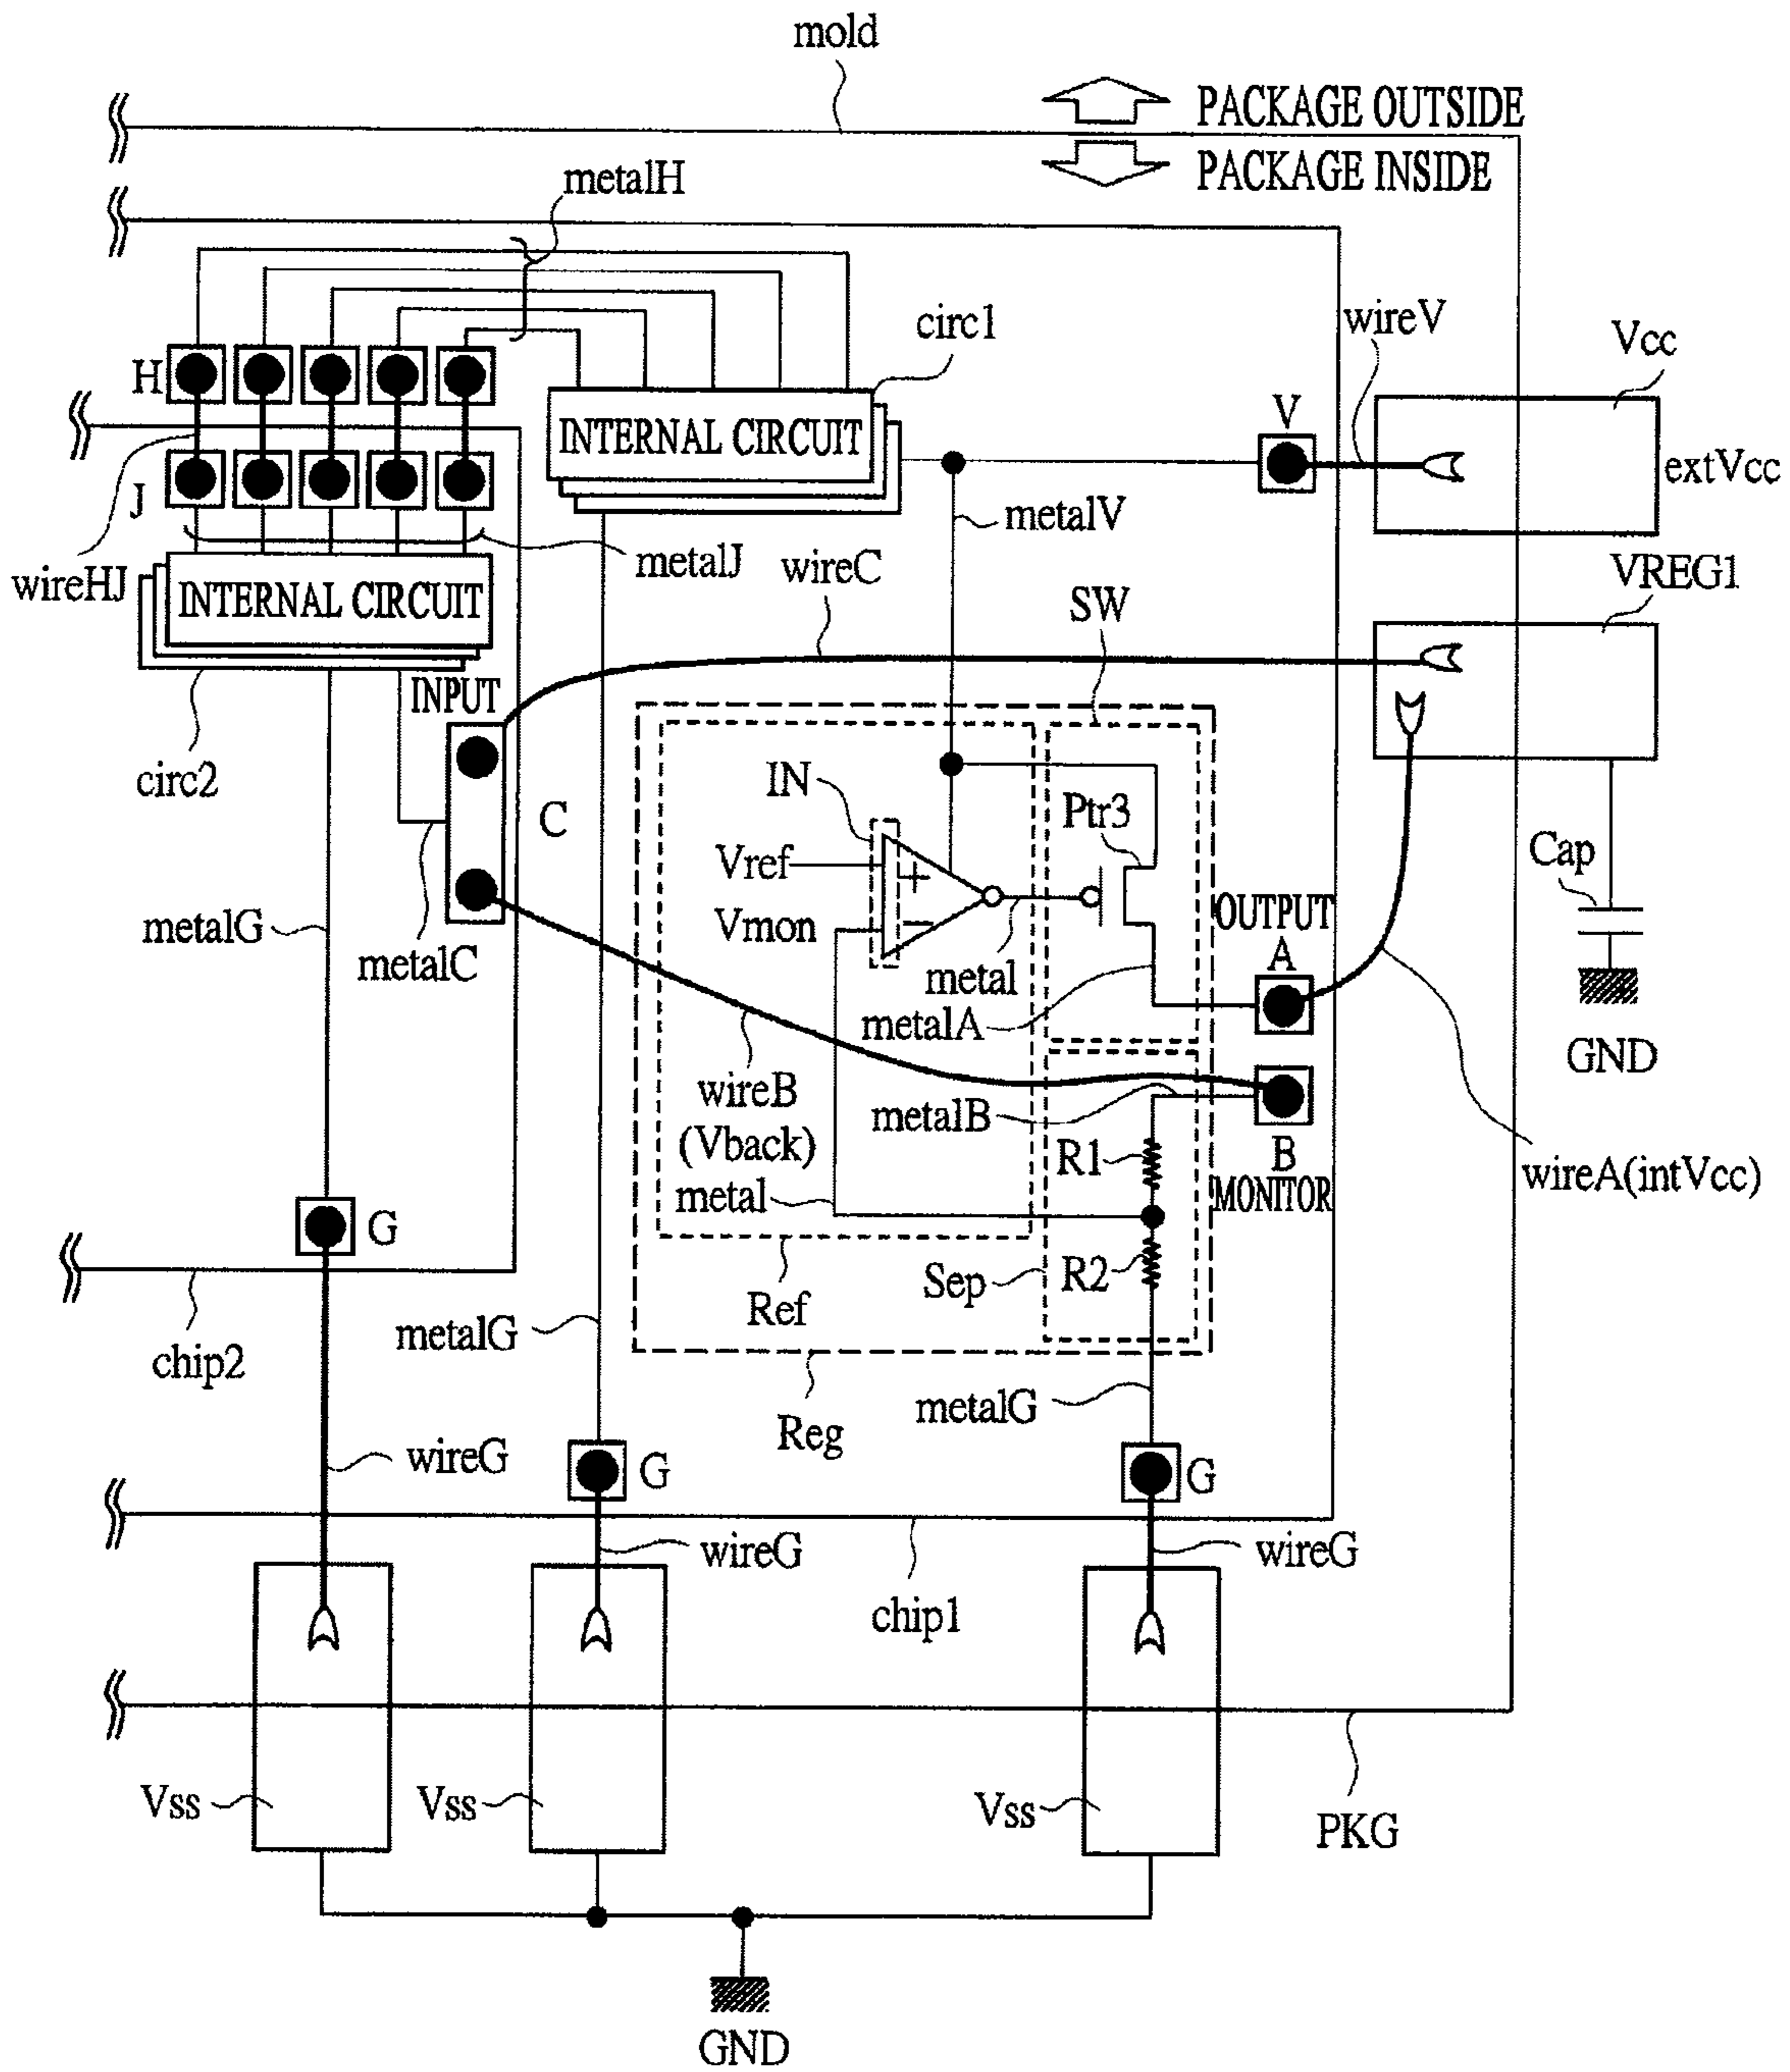 mold
PACKAGE OUTSIDE
PACKAGE INSIDE
metalH
circ1
wireV
Vcc
H
V
INTERNAL CIRCUIT
extVcc
J
metalV
metalJ
wireC
VREG1
wireHJ
INTERNAL CIRCUIT
SW
INPUT
circ2
IN
C
Ptr3
Vref
+
Cap
Vmon
−
OUTPUT
metalG
metalC
metal
A
metalA
GND
wireB
(Vback)
metalB
R1
B
metal
MONITOR
wireA(intVcc)
G
Sep
R2
Ref
metalG
chip2
metalG
Reg
wireG
G
G
wireG
wireG
chip1
Vss
Vss
Vss
PKG
GND